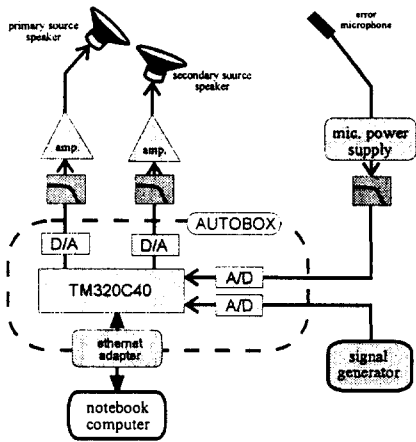 primary source
speaker
secondary source
speaker
error
microphone
amp.
amp.
mic. power
supply
AUTOBOX
D/A
D/A
TM320C40
A/D
A/D
ethernet
adapter
signal
generator
notebook
computer